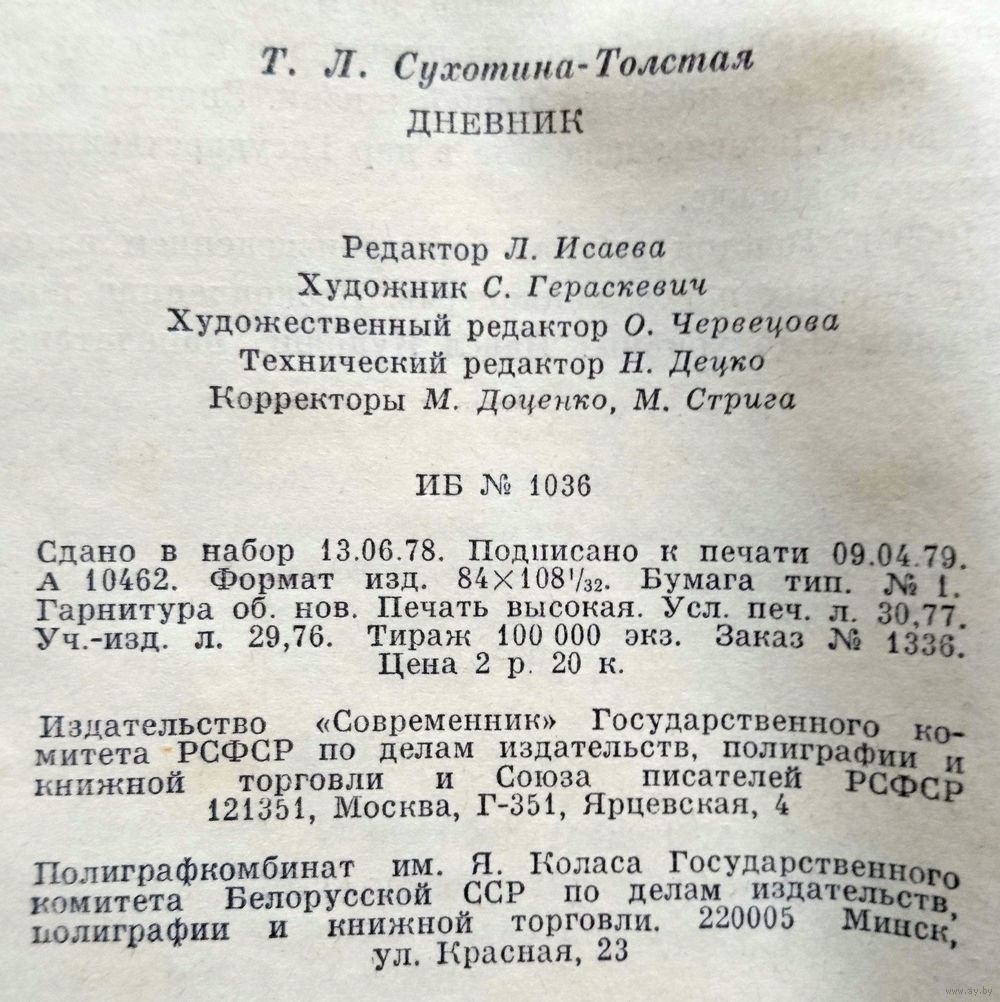 Т. Л. Сухотина-Толстая
ДНЕВНИК
Редактор Л. Исаева
Художник С. Гераскевич
Художественный редактор О. Червецова
Технический редактор Н. Децко
Корректоры М. Доценко, М. Стрига
ИБ № 1036
Сдано в набор 13.06.78. Подписано к печати 09.04.79.
А 10462. Формат изд. 84×108¹/₃₂. Бумага тип. № 1.
Гарнитура об. нов. Печать высокая. Усл. печ. л. 30,77.
Уч.-изд. л. 29,76. Тираж 100 000 экз. Заказ № 1336.
Цена 2 р. 20 к.
Издательство «Современник» Государственного ко-
митета РСФСР по делам издательств, полиграфии и
книжной торговли и Союза писателей РСФСР
121351, Москва, Г-351, Ярцевская, 4
Полиграфкомбинат им. Я. Коласа Государственного
комитета Белорусской ССР по делам издательств,
полиграфии и книжной торговли. 220005 Минск,
ул. Красная, 23
www.ay.by